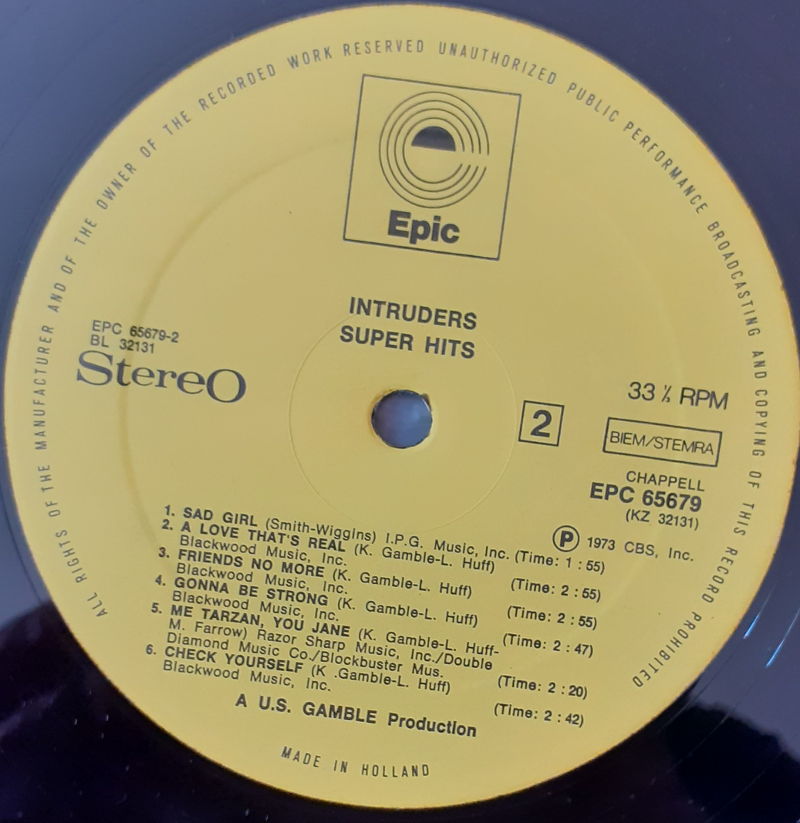 ALL RIGHTS OF THE MANUFACTURER AND OF THE OWNER OF THE RECORDED WORK RESERVED UNAUTHORIZED PUBLIC PERFORMANCE BROADCASTING AND COPYING OF THIS RECORD PROHIBITED
Epic
INTRUDERS
SUPER HITS
EPC 65679-2
BL 32131
Stereo
33 ⅓ RPM
2
BIEM/STEMRA
CHAPPELL
EPC 65679
(KZ 32131)
℗ 1973 CBS, Inc.
1. SAD GIRL (Smith-Wiggins) I.P.G. Music, Inc. (Time: 1 : 55)
2. A LOVE THAT'S REAL (K. Gamble-L. Huff)
Blackwood Music, Inc. (Time: 2 : 55)
3. FRIENDS NO MORE (K. Gamble-L. Huff)
Blackwood Music, Inc. (Time: 2 : 55)
4. GONNA BE STRONG (K. Gamble-L. Huff)
Blackwood Music, Inc. (Time: 2 : 47)
5. ME TARZAN, YOU JANE (K. Gamble-L. Huff-
M. Farrow) Razor Sharp Music, Inc./Double
Diamond Music Co./Blockbuster Mus. (Time: 2 : 20)
6. CHECK YOURSELF (K .Gamble-L. Huff)
Blackwood Music, Inc. (Time: 2 : 42)
A U.S. GAMBLE Production
MADE IN HOLLAND